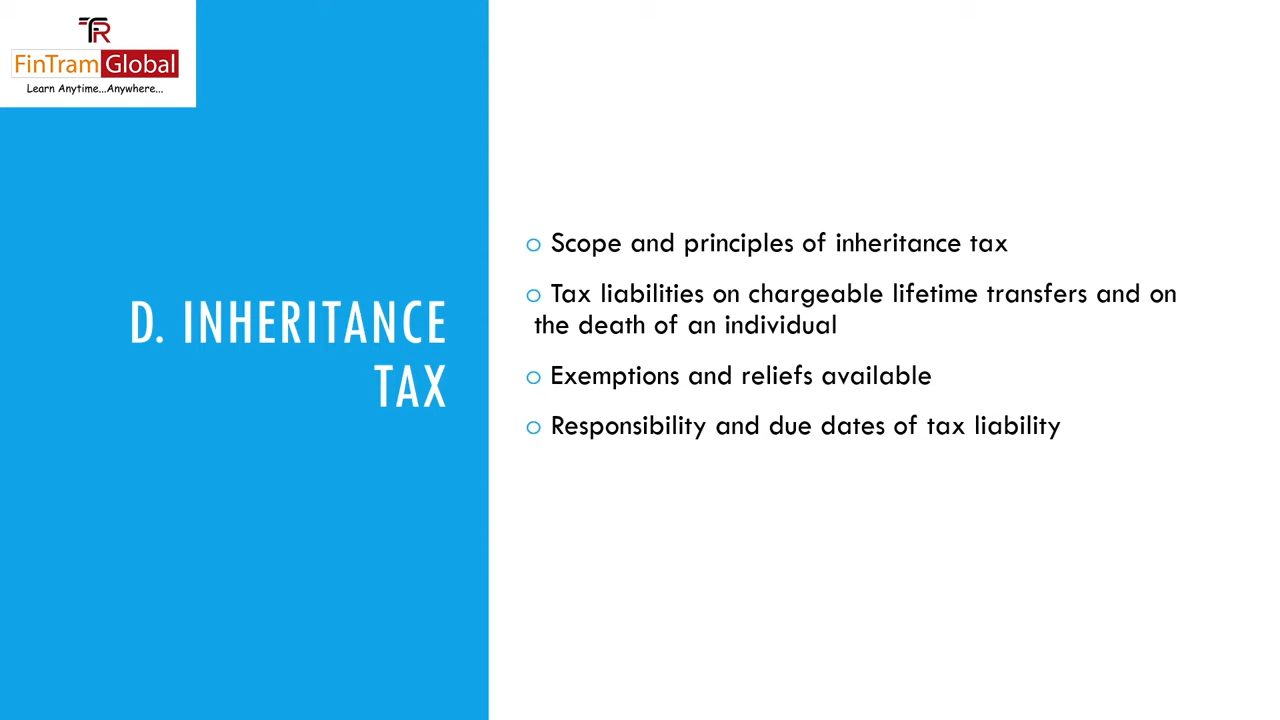 TR
FinTram Global
Learn Anytime...Anywhere...
D. INHERITANCE
TAX
o Scope and principles of inheritance tax
o Tax liabilities on chargeable lifetime transfers and on
the death of an individual
o Exemptions and reliefs available
o Responsibility and due dates of tax liability